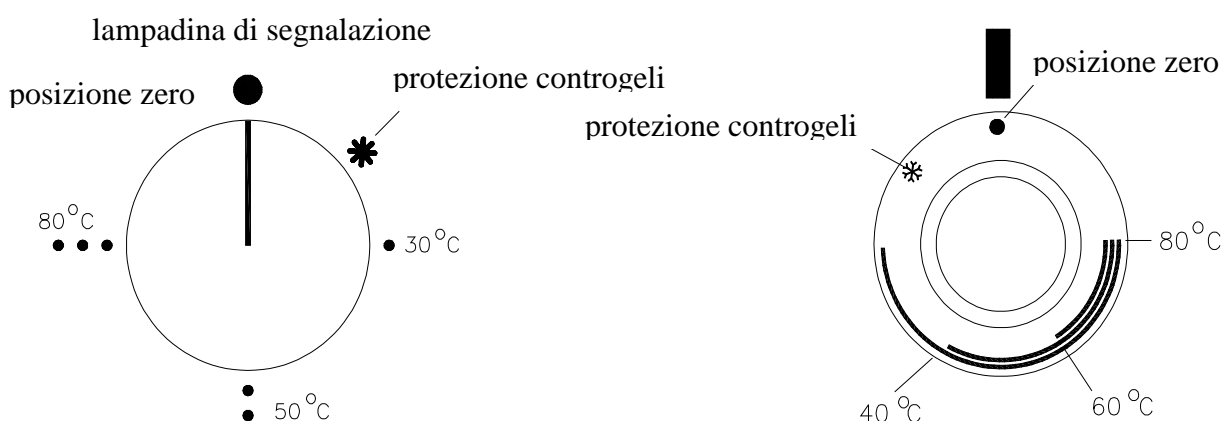 lampadina di segnalazione
posizione zero
protezione controgeli
80°C
30°C
50°C
posizione zero
protezione controgeli
80°C
40°C
60°C